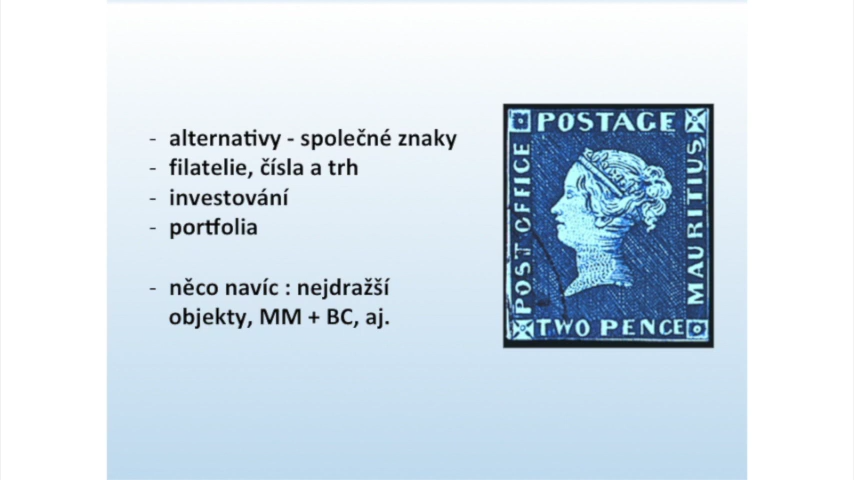 - alternativy - společné znaky
- filatelie, čísla a trh
- investování
- portfolia
- něco navíc : nejdražší
objekty, MM + BC, aj.
POSTAGE
POST OFFICE
MAURITIUS
TWO PENCE